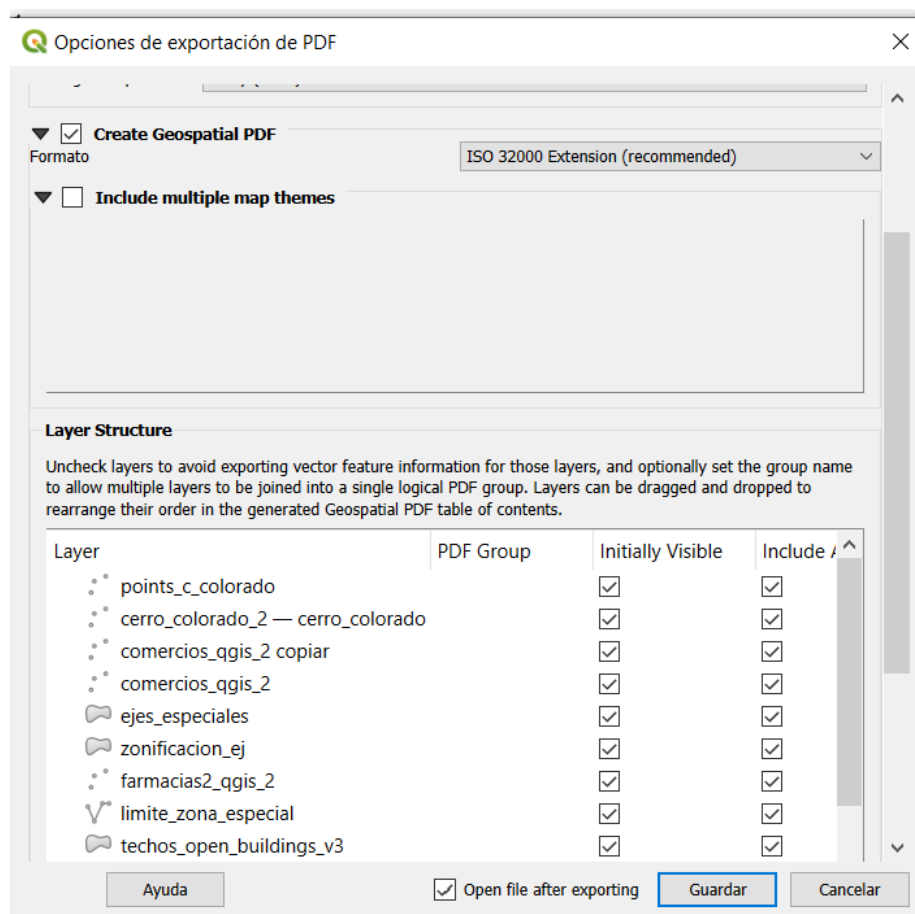 Opciones de exportación de PDF
Create Geospatial PDF
Formato ISO 32000 Extension (recommended)
Include multiple map themes
Layer Structure
Uncheck layers to avoid exporting vector feature information for those layers, and optionally set the group name
to allow multiple layers to be joined into a single logical PDF group. Layers can be dragged and dropped to
rearrange their order in the generated Geospatial PDF table of contents.
Layer PDF Group Initially Visible Include
points_c_colorado
cerro_colorado_2 — cerro_colorado
comercios_qgis_2 copiar
comercios_qgis_2
ejes_especiales
zonificacion_ej
farmacias2_qgis_2
limite_zona_especial
techos_open_buildings_v3
Ayuda Open file after exporting Guardar Cancelar